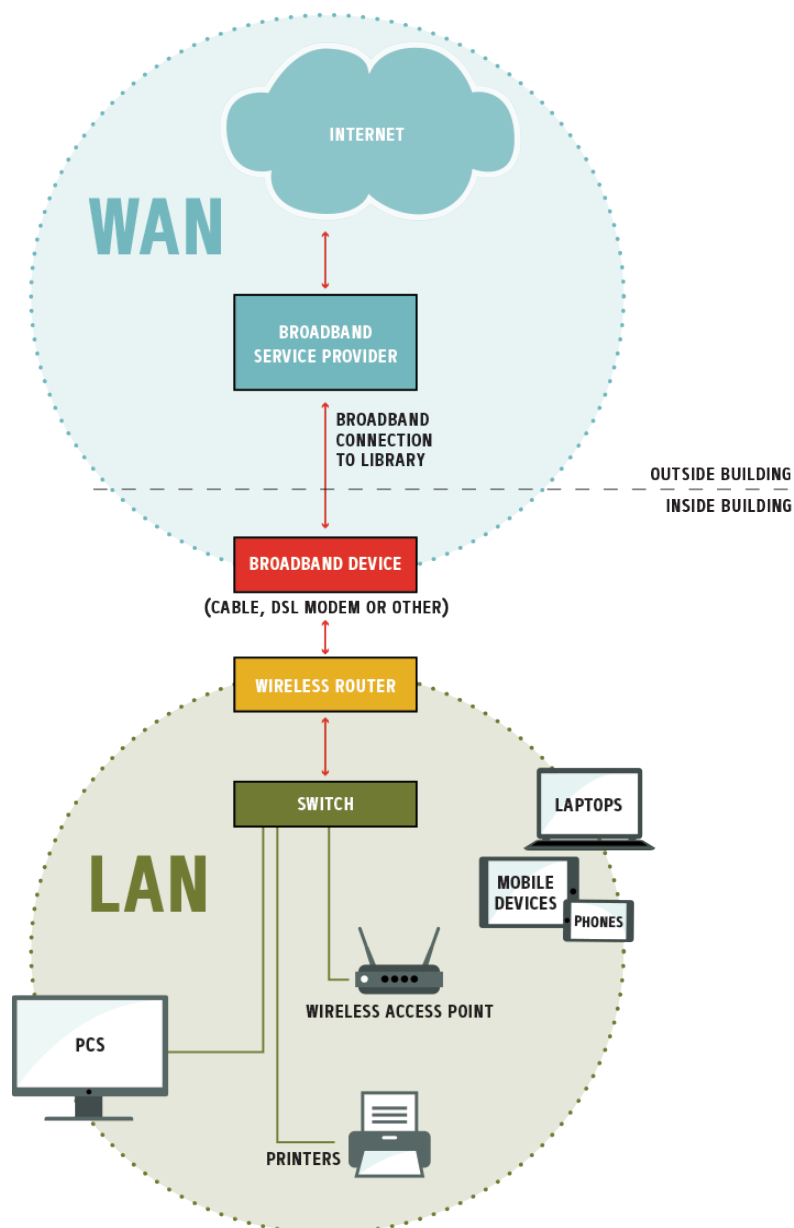 INTERNET
WAN
BROADBAND
SERVICE PROVIDER
BROADBAND
CONNECTION
TO LIBRARY
OUTSIDE BUILDING
INSIDE BUILDING
BROADBAND DEVICE
(CABLE, DSL MODEM OR OTHER)
WIRELESS ROUTER
SWITCH
LAPTOPS
LAN
MOBILE
DEVICES
PHONES
WIRELESS ACCESS POINT
PCS
PRINTERS